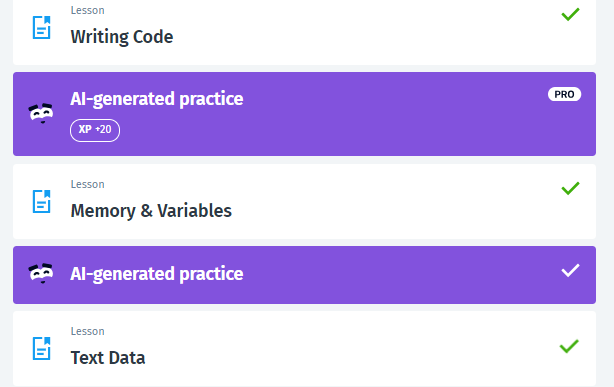 Lesson
Writing Code
AI-generated practice
PRO
XP +20
Lesson
Memory & Variables
AI-generated practice
Lesson
Text Data